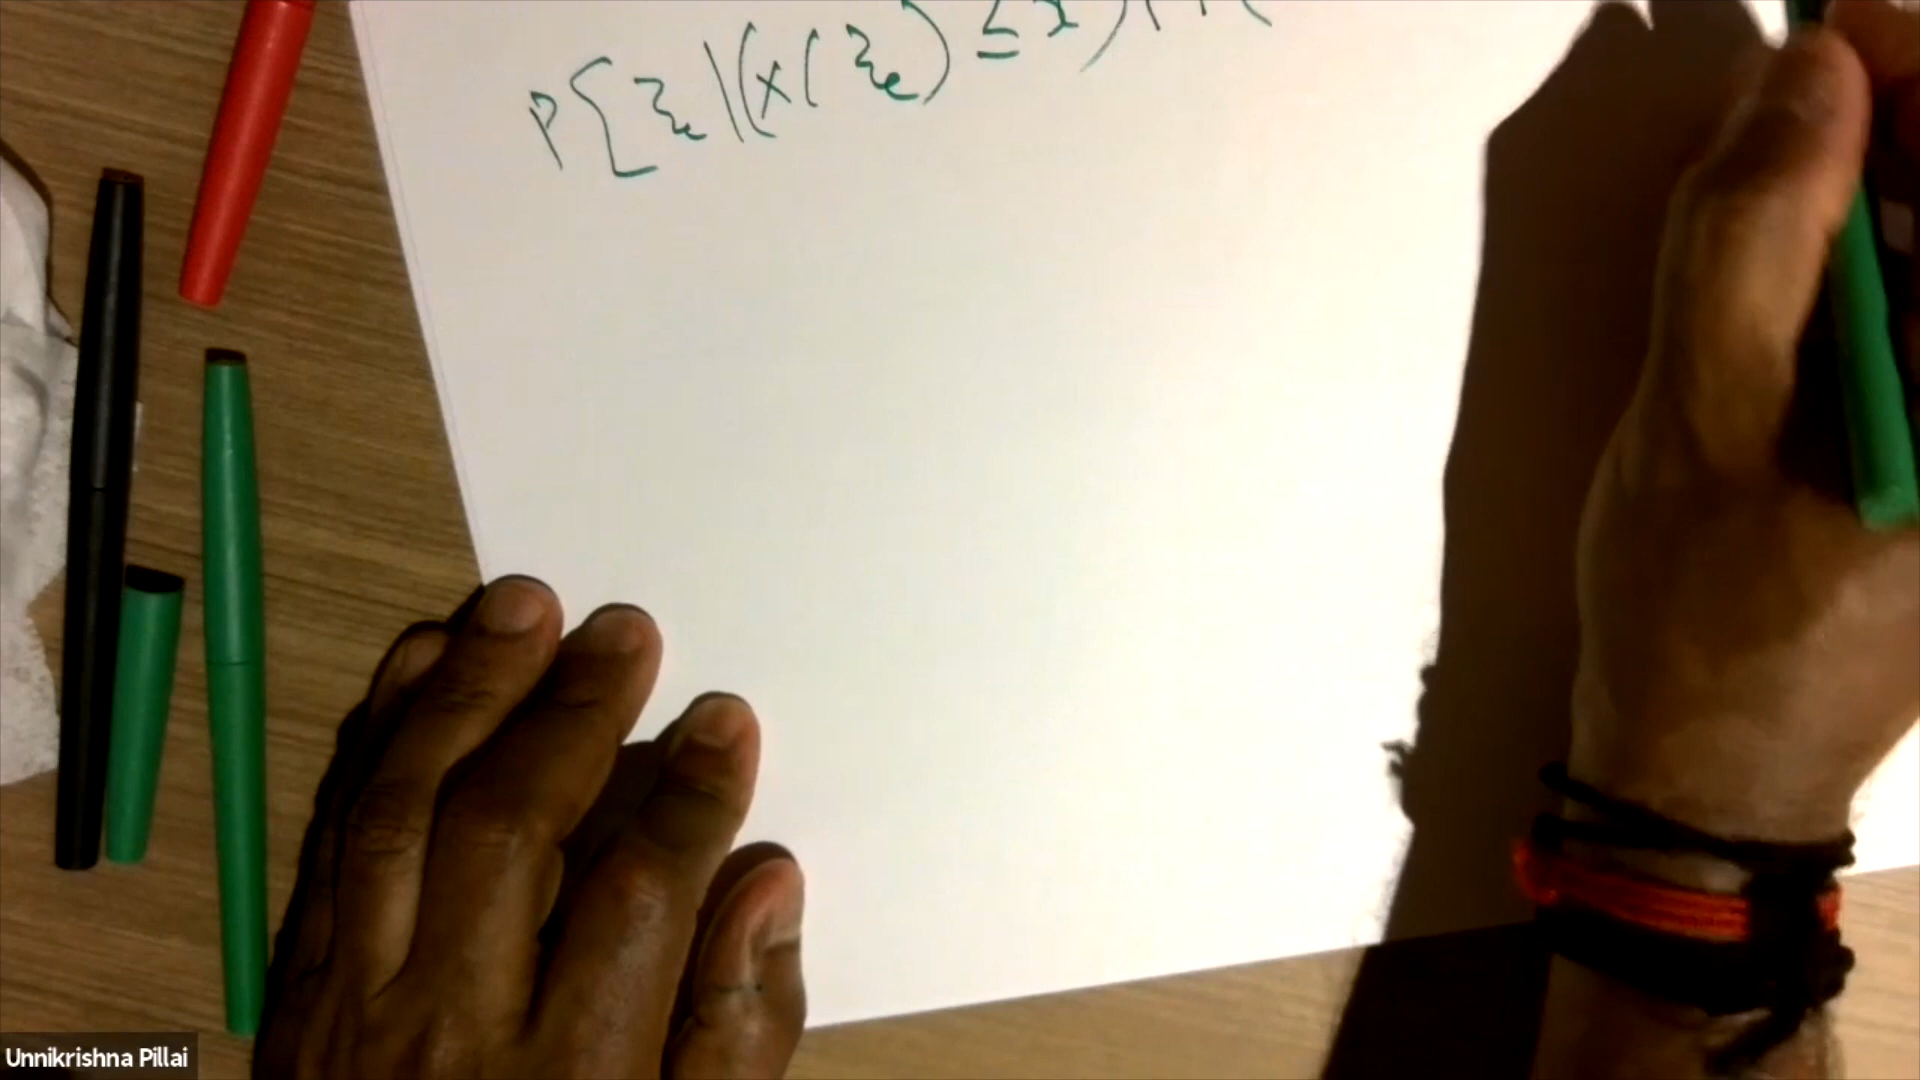 P{ξ|(X(ξ) ≤ x)
Unnikrishna Pillai